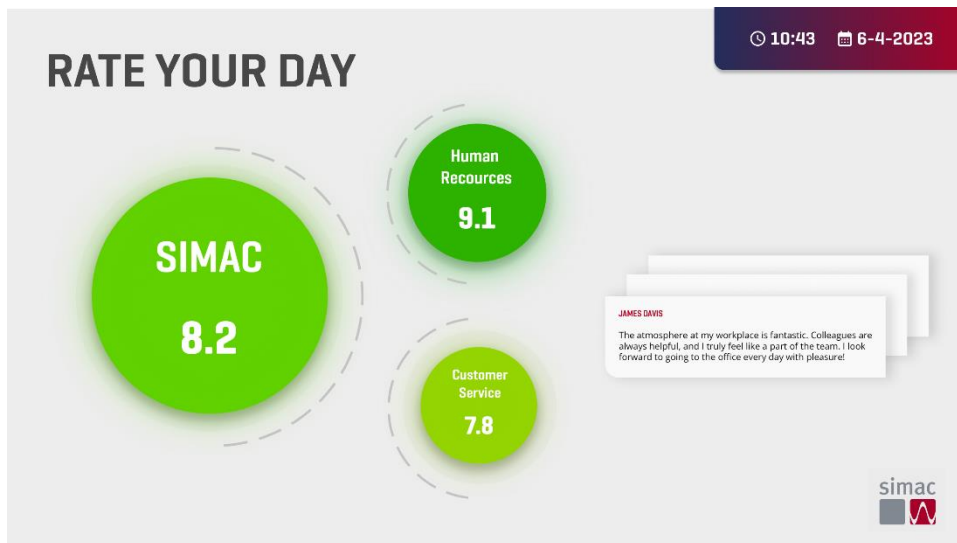 10:43 6-4-2023
RATE YOUR DAY
SIMAC
8.2
Human
Recources
9.1
Customer
Service
7.8
JAMES DAVIS
The atmosphere at my workplace is fantastic. Colleagues are
always helpful, and I truly feel like a part of the team. I look
forward to going to the office every day with pleasure!
simac